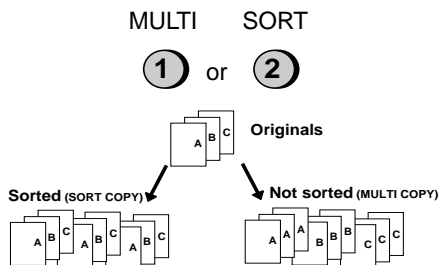 MULTI SORT
1 or 2
A B C Originals
Sorted (SORT COPY)
Not sorted (MULTI COPY)
A B C A B C A B C
A A A B B B C C C